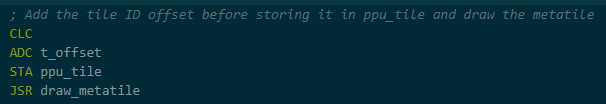 ; Add the tile ID offset before storing it in ppu_tile and draw the metatile
CLC
ADC t_offset
STA ppu_tile
JSR draw_metatile